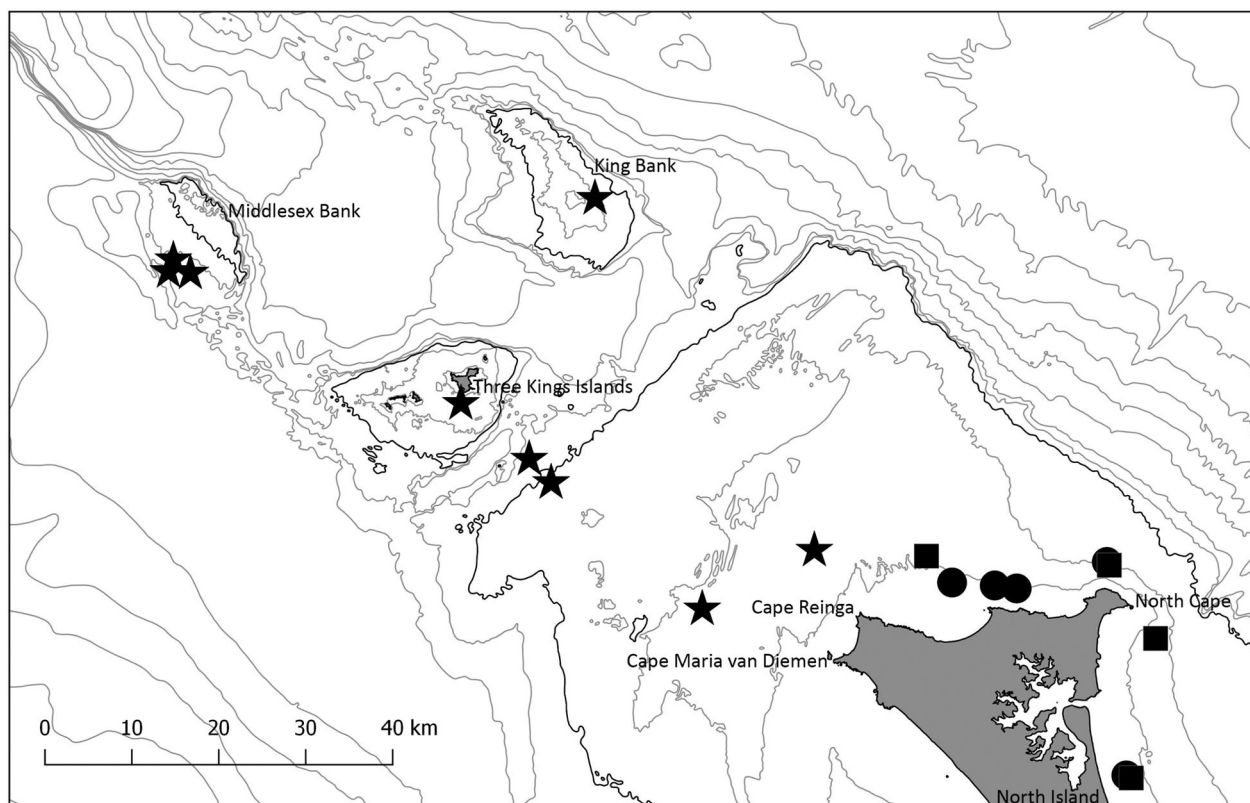 King Bank
Middlesex Bank
Three Kings Islands
Cape Reinga
North Cape
Cape Maria van Diemen
0 10 20 30 40 km
North Island